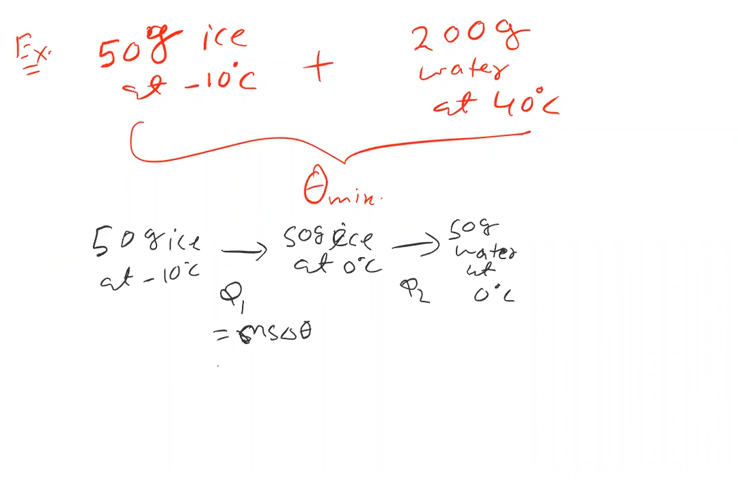 Ex. 50g ice + 200g
at -10°C water
at 40°C
θmix.
50g ice → 50g ice → 50g
at -10°C at 0°C water
at
Q1 Q2 0°C
= msΔθ